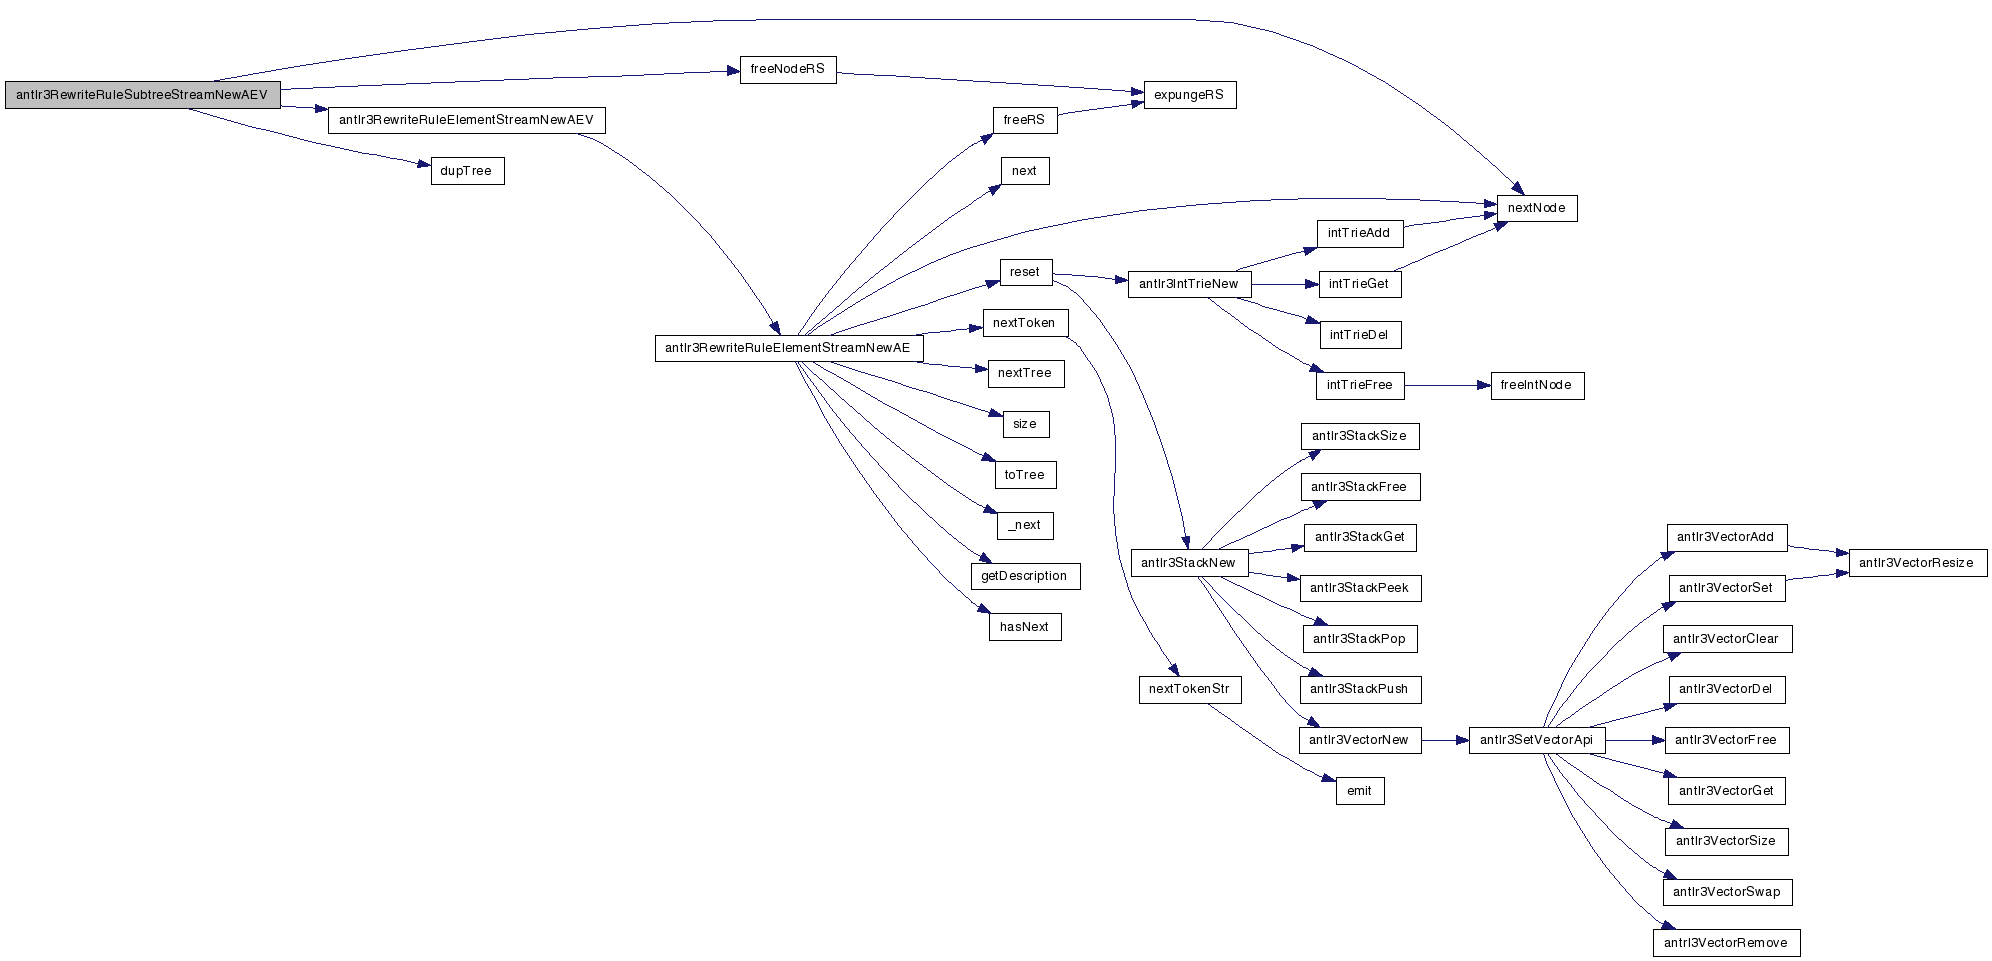 antlr3RewriteRuleSubtreeStreamNewAEV
freeNodeRS
expungeRS
antlr3RewriteRuleElementStreamNewAEV
freeRS
dupTree
next
nextNode
intTrieAdd
reset
antlr3IntTrieNew
intTrieGet
nextToken
intTrieDel
antlr3RewriteRuleElementStreamNewAE
nextTree
intTrieFree
freeIntNode
size
antlr3StackSize
toTree
antlr3StackFree
_next
antlr3StackGet
antlr3VectorAdd
antlr3StackNew
antlr3VectorResize
getDescription
antlr3StackPeek
antlr3VectorSet
hasNext
antlr3StackPop
antlr3VectorClear
nextTokenStr
antlr3StackPush
antlr3VectorDel
antlr3VectorNew
antlr3SetVectorApi
antlr3VectorFree
emit
antlr3VectorGet
antlr3VectorSize
antlr3VectorSwap
antrl3VectorRemove